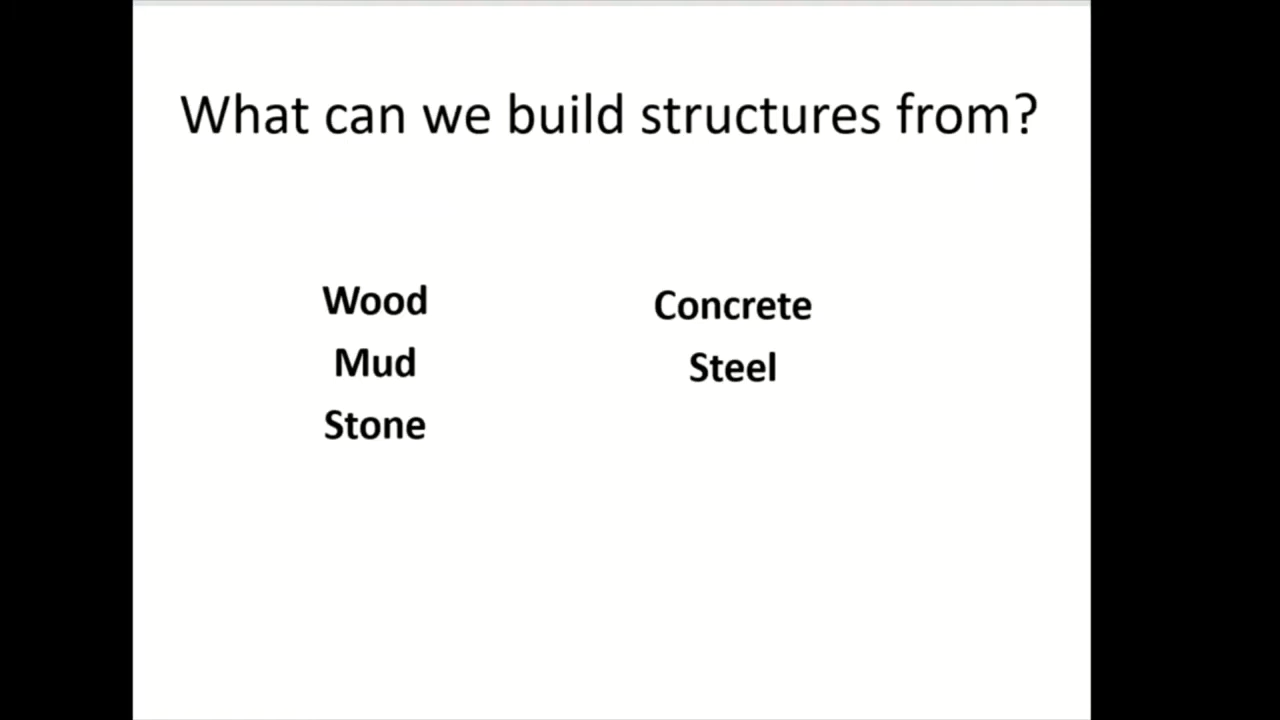 What can we build structures from?
Wood
Mud
Stone
Concrete
Steel